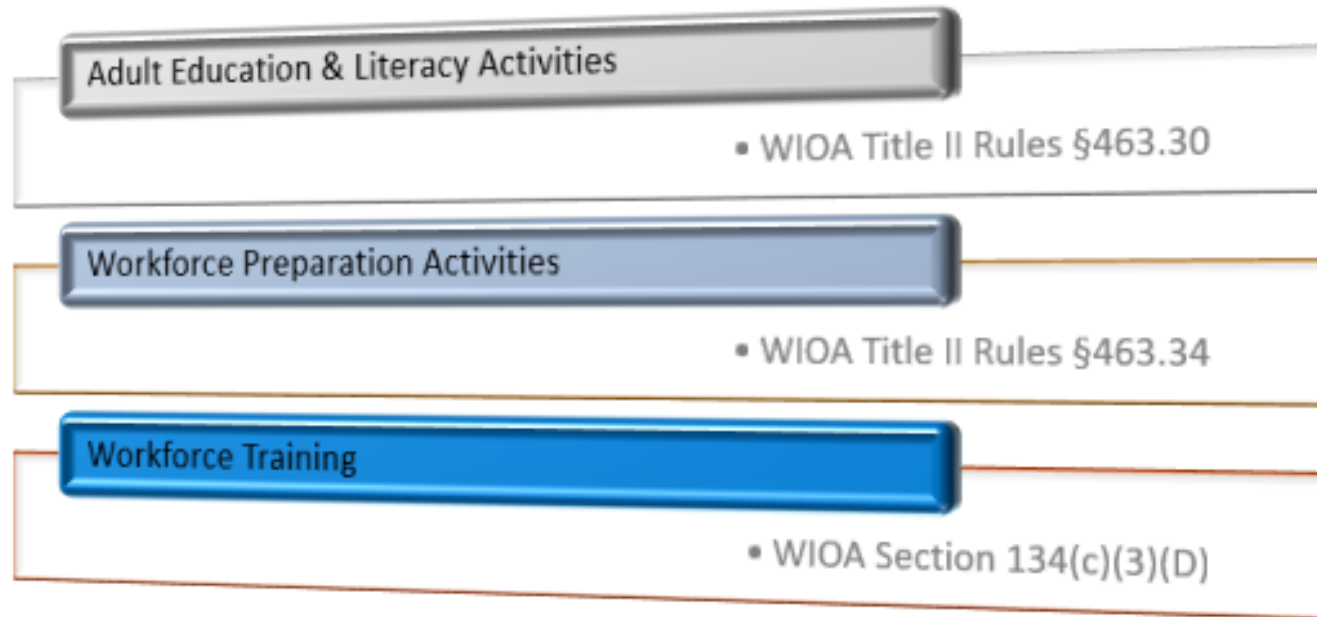 Adult Education & Literacy Activities
• WIOA Title II Rules §463.30
Workforce Preparation Activities
• WIOA Title II Rules §463.34
Workforce Training
• WIOA Section 134(c)(3)(D)